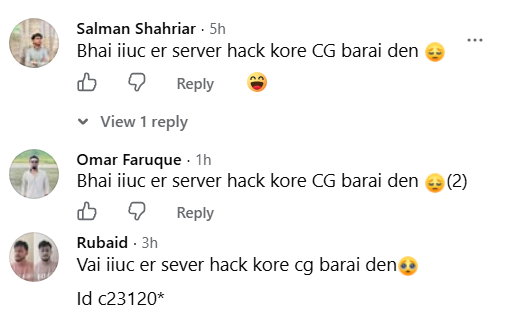 Salman Shahriar · 5h
Bhai iiuc er server hack kore CG barai den 😔
Reply 😄
View 1 reply
Omar Faruque · 1h
Bhai iiuc er server hack kore CG barai den 😔(2)
Reply
Rubaid · 3h
Vai iiuc er sever hack kore cg barai den🥹
Id c23120*